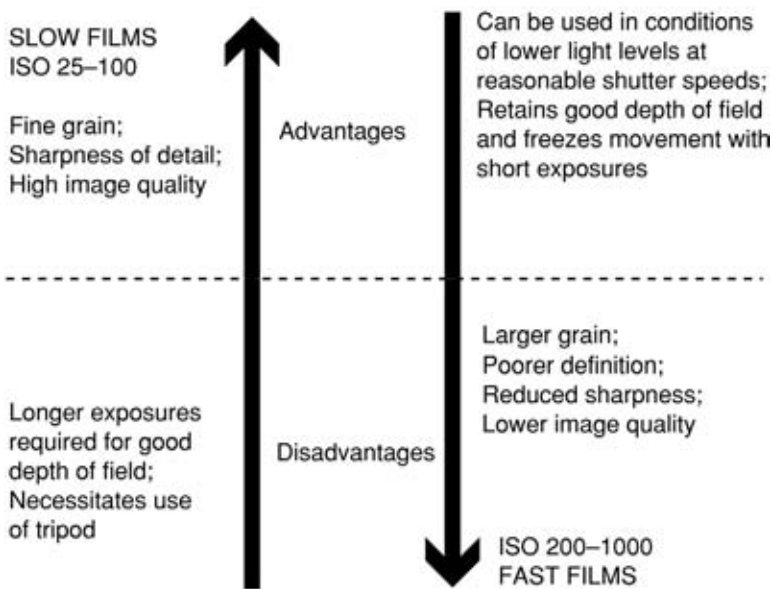 SLOW FILMS
ISO 25–100
Fine grain;
Sharpness of detail;
High image quality
Advantages
Can be used in conditions
of lower light levels at
reasonable shutter speeds;
Retains good depth of field
and freezes movement with
short exposures
Longer exposures
required for good
depth of field;
Necessitates use
of tripod
Disadvantages
Larger grain;
Poorer definition;
Reduced sharpness;
Lower image quality
ISO 200–1000
FAST FILMS